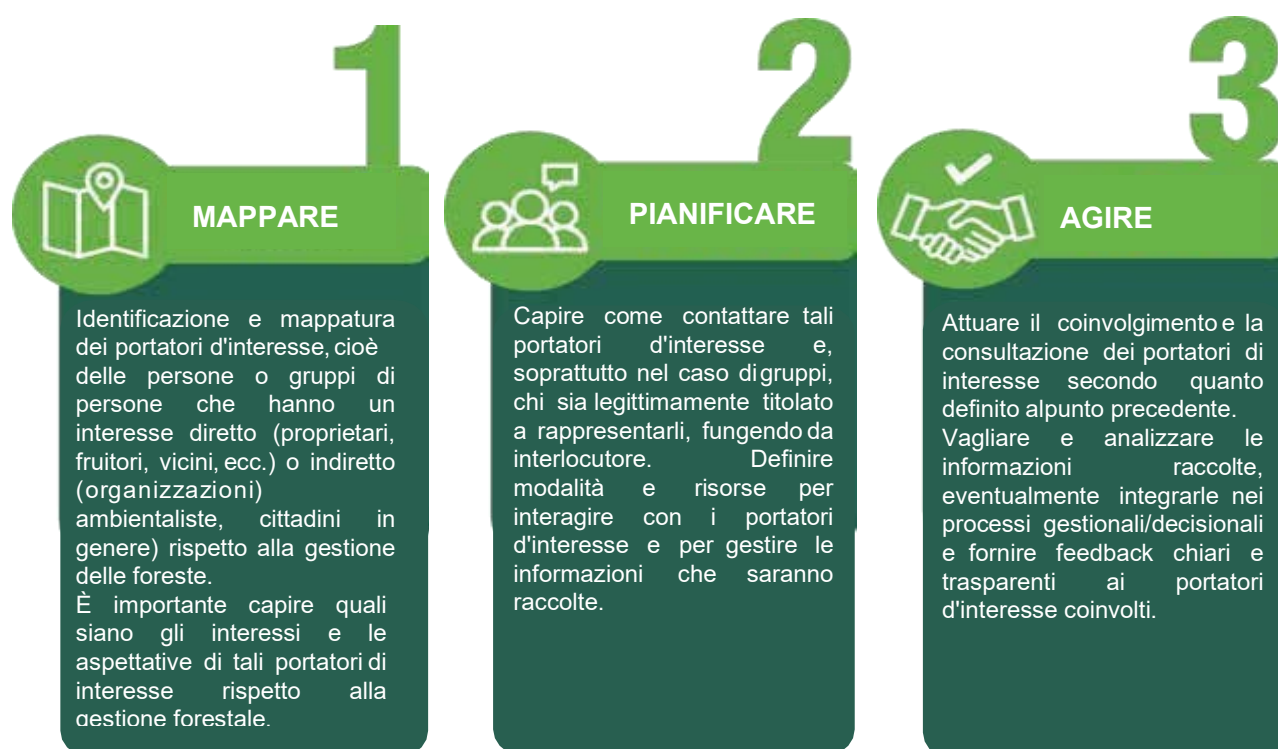 1
MAPPARE
Identificazione e mappatura
dei portatori d'interesse, cioè
delle persone o gruppi di
persone che hanno un
interesse diretto (proprietari,
fruitori, vicini, ecc.) o indiretto
(organizzazioni)
ambientaliste, cittadini in
genere) rispetto alla gestione
delle foreste.
È importante capire quali
siano gli interessi e le
aspettative di tali portatori di
interesse rispetto alla
gestione forestale.
2
PIANIFICARE
Capire come contattare tali
portatori d'interesse e,
soprattutto nel caso di gruppi,
chi sia legittimamente titolato
a rappresentarli, fungendo da
interlocutore. Definire
modalità e risorse per
interagire con i portatori
d'interesse e per gestire le
informazioni che saranno
raccolte.
3
AGIRE
Attuare il coinvolgimento e la
consultazione dei portatori di
interesse secondo quanto
definito alpunto precedente.
Vagliare e analizzare le
informazioni raccolte,
eventualmente integrarle nei
processi gestionali/decisionali
e fornire feedback chiari e
trasparenti ai portatori
d'interesse coinvolti.